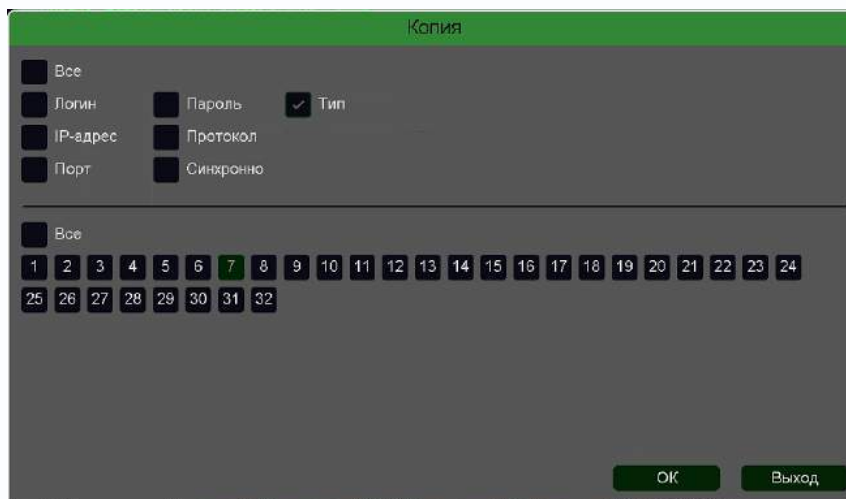 Копия
Все
Логин Пароль Тип
IP-адрес Протокол
Порт Синхронно
Все
1 2 3 4 5 6 7 8 9 10 11 12 13 14 15 16 17 18 19 20 21 22 23 24
25 26 27 28 29 30 31 32
ОК Выход